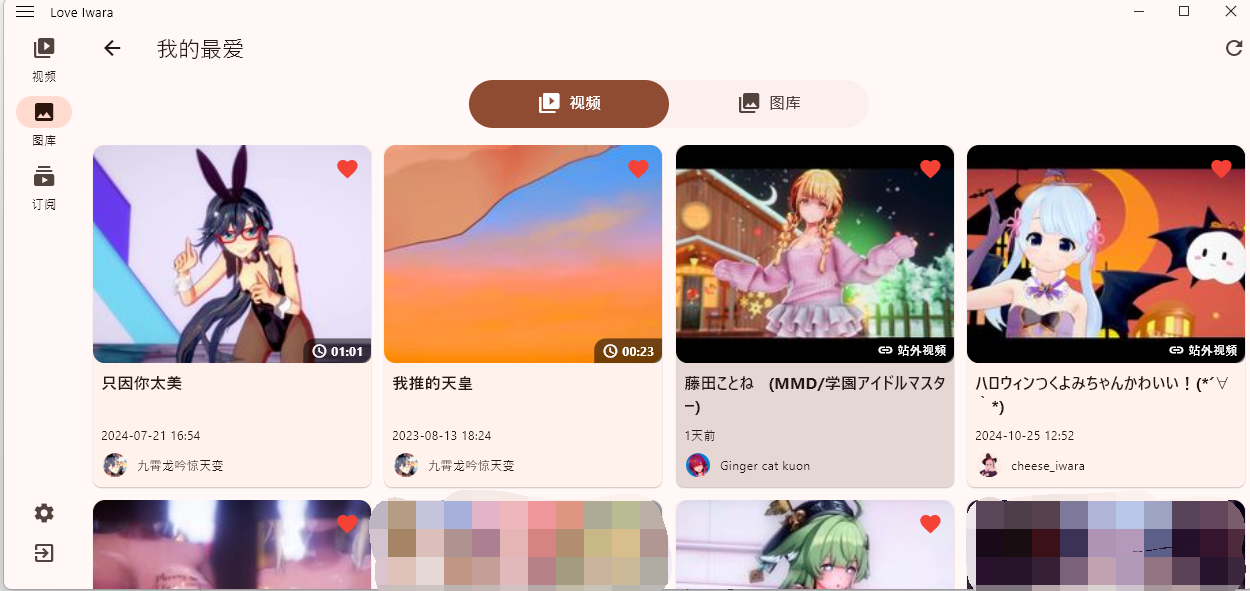 Love Iwara
视频
图库
订阅
我的最爱
视频
图库
01:01
只因你太美
2024-07-21 16:54
九霄龙吟惊天变
00:23
我推的天皇
2023-08-13 18:24
九霄龙吟惊天变
站外视频
藤田ことね　(MMD/学園アイドルマスタ
ー)
1天前
Ginger cat kuon
站外视频
ハロウィンつくよみちゃんかわいい！(*´∀
｀*)
2024-10-25 12:52
cheese_iwara